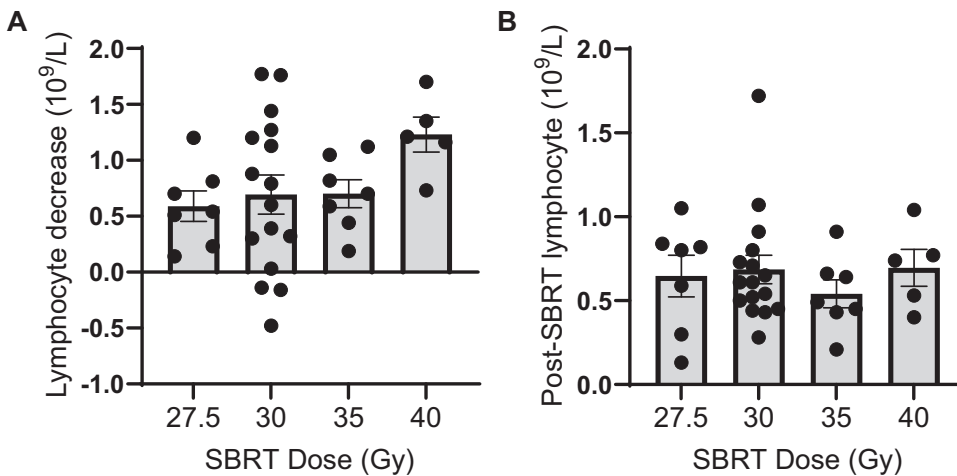 A
Lymphocyte decrease (10⁹/L)
2.0
1.5
1.0
0.5
0.0
-0.5
-1.0
27.5 30 35 40
SBRT Dose (Gy)
B
Post-SBRT lymphocyte (10⁹/L)
2.0
1.5
1.0
0.5
0.0
27.5 30 35 40
SBRT Dose (Gy)